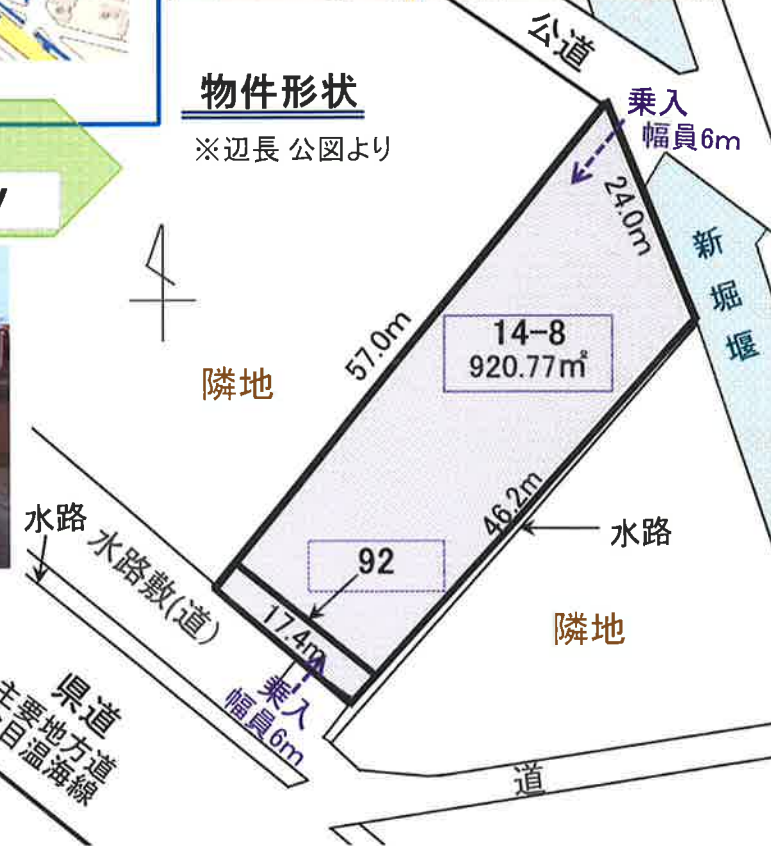 公道
物件形状
※辺長 公図より
乗入
幅員6m
24.0m
新堀堰
57.0m
14-8
920.77㎡
隣地
46.2m
水路
水路
92
水路敷(道)
17.4m
隣地
乗入
幅員6m
県道
主要地方道
目温海線
道